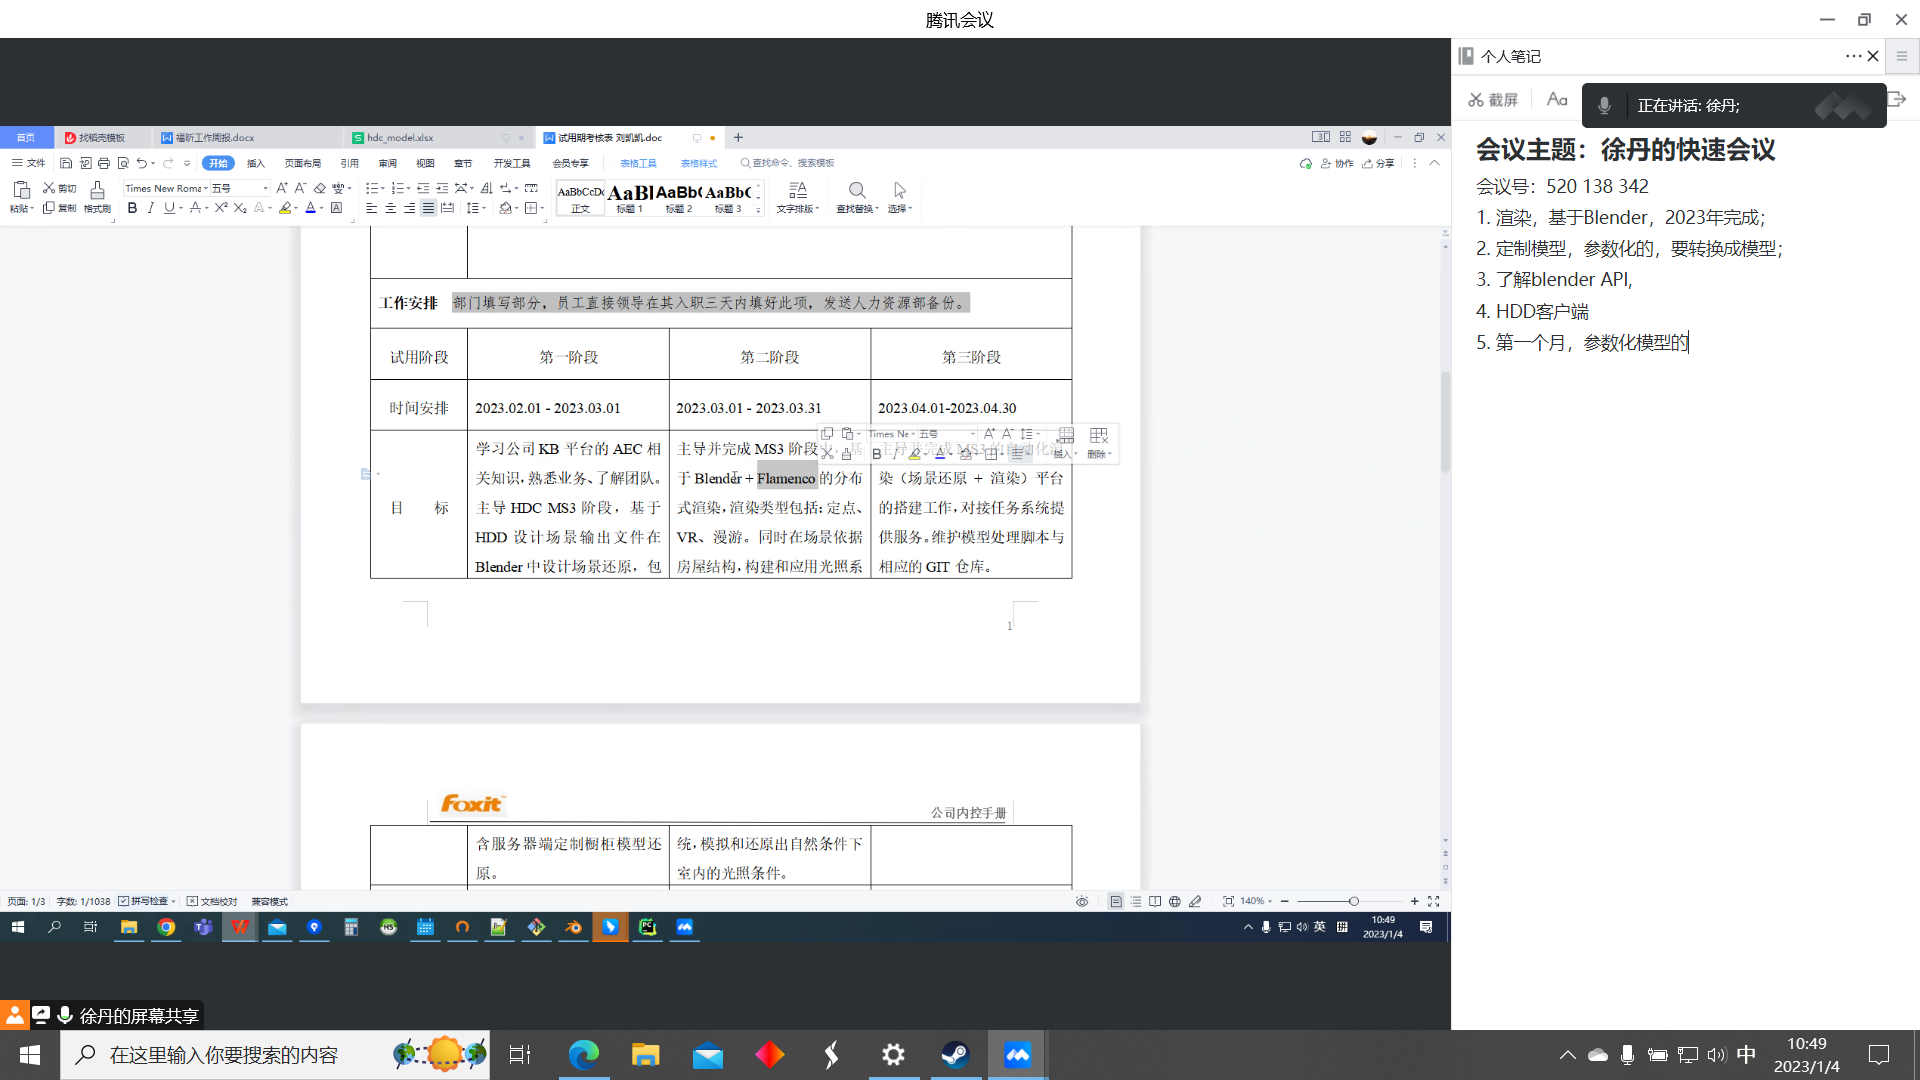 腾讯会议
首页
找稻壳模板
福昕工作周报.docx
hdc_model.xlsx
试用期考核表 刘凯凯.doc
文件
开始
插入
页面布局
引用
审阅
视图
章节
开发工具
会员专享
表格工具
表格样式
查找命令、搜索模板
协作
分享
粘贴
剪切
复制
格式刷
Times New Roma
五号
AaBbCcDc
正文
AaBl
标题 1
AaBb(
标题 2
AaBbC
标题 3
文字排版
查找替换
选择
工作安排 部门填写部分，员工直接领导在其入职三天内填好此项，发送人力资源部备份。
试用阶段 第一阶段 第二阶段 第三阶段
时间安排 2023.02.01 - 2023.03.01 2023.03.01 - 2023.03.31 2023.04.01-2023.04.30
目 标
学习公司 KB 平台的 AEC 相
关知识，熟悉业务、了解团队。
主导 HDC MS3 阶段，基于
HDD 设计场景输出文件在
Blender 中设计场景还原，包
主导并完成 MS3 阶段
于 Blender + Flamenco 的分布
式渲染，渲染类型包括：定点、
VR、漫游。同时在场景依据
房屋结构，构建和应用光照系
主导并完成 MS3 的自动化渲
染（场景还原 + 渲染）平台
的搭建工作，对接任务系统提
供服务。维护模型处理脚本与
相应的 GIT 仓库。
Times Ne
五号
插入
删除
1
Foxit
公司内控手册
含服务器端定制橱柜模型还
原。
统，模拟和还原出自然条件下
室内的光照条件。
页面: 1/3
字数: 1/1038
拼写检查
文档校对
兼容模式
140%
英
10:49
2023/1/4
徐丹的屏幕共享
个人笔记
截屏
Aa
正在讲话: 徐丹;
会议主题：徐丹的快速会议
会议号：520 138 342
1. 渲染，基于Blender，2023年完成；
2. 定制模型，参数化的，要转换成模型；
3. 了解blender API,
4. HDD客户端
5. 第一个月，参数化模型的
在这里输入你要搜索的内容
中
10:49
2023/1/4